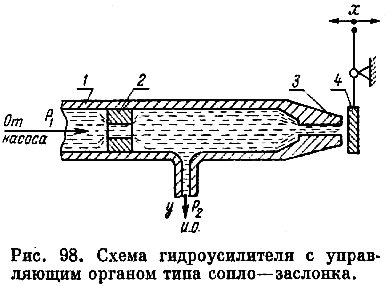 x
1
2
3
4
От
насоса
P1
y
P2
и.о.
Рис. 98. Схема гидроусилителя с управ-
ляющим органом типа сопло—заслонка.